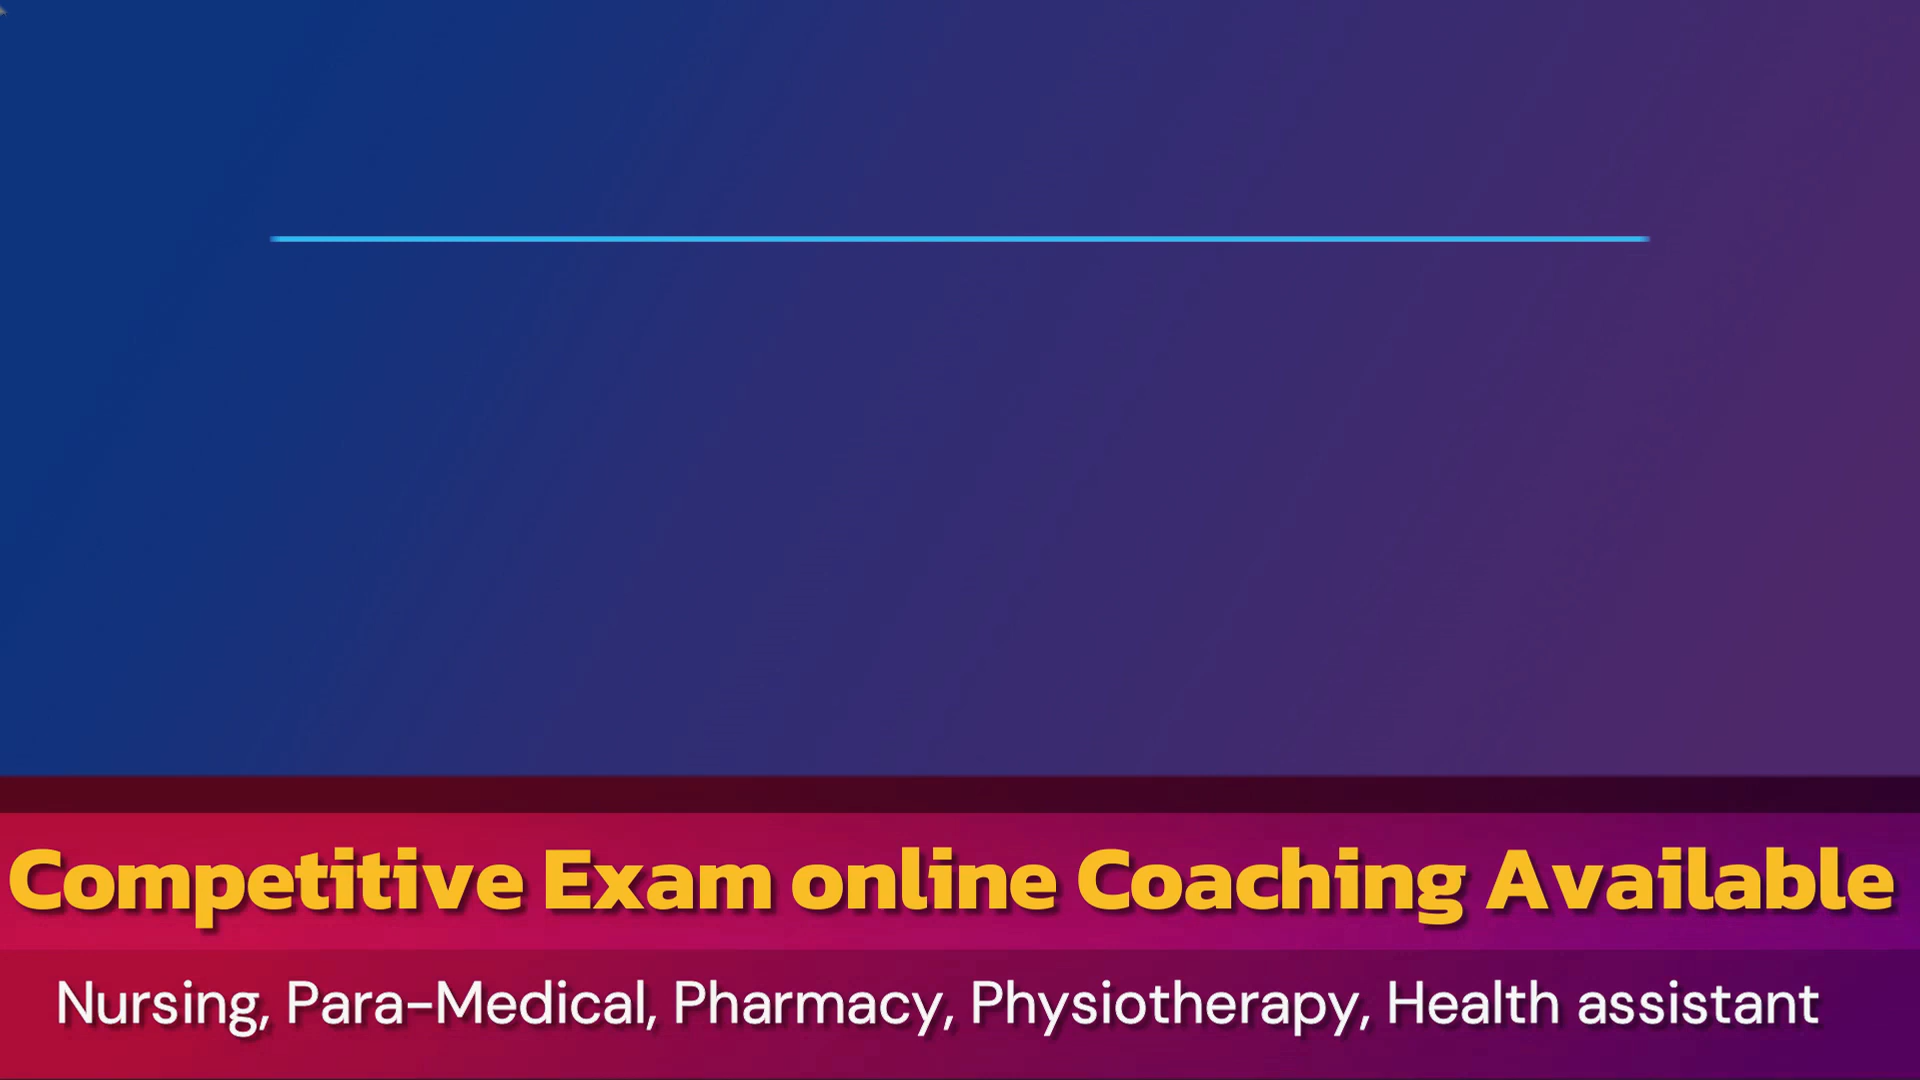 Competitive Exam online Coaching Available
Nursing, Para-Medical, Pharmacy, Physiotherapy, Health assistant